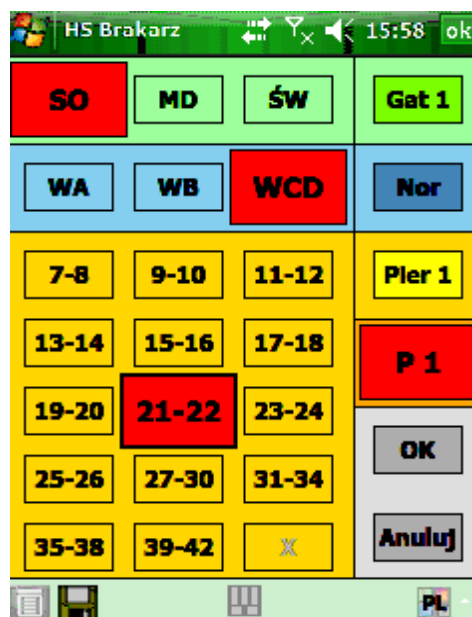 HS Brakarz 15:58 ok
SO MD ŚW Gat 1
WA WB WCD Nor
7-8 9-10 11-12 Pier 1
13-14 15-16 17-18 P 1
19-20 21-22 23-24
OK
25-26 27-30 31-34
35-38 39-42 X Anuluj
PL